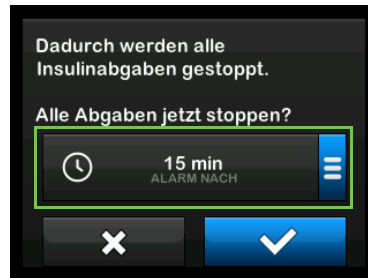 Dadurch werden alle
Insulinabgaben gestoppt.
Alle Abgaben jetzt stoppen?
15 min
ALARM NACH